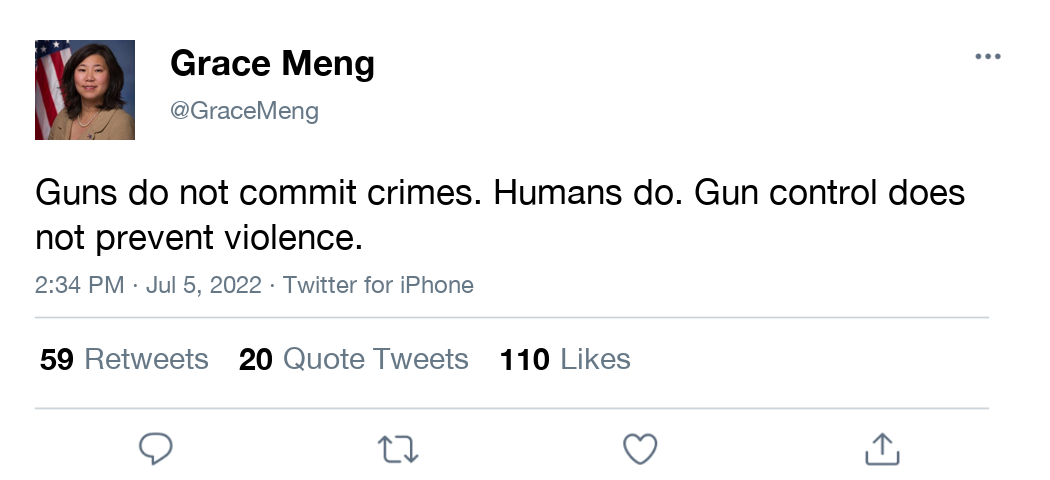 Grace Meng
@GraceMeng
Guns do not commit crimes. Humans do. Gun control does
not prevent violence.
2:34 PM · Jul 5, 2022 · Twitter for iPhone
59 Retweets 20 Quote Tweets 110 Likes